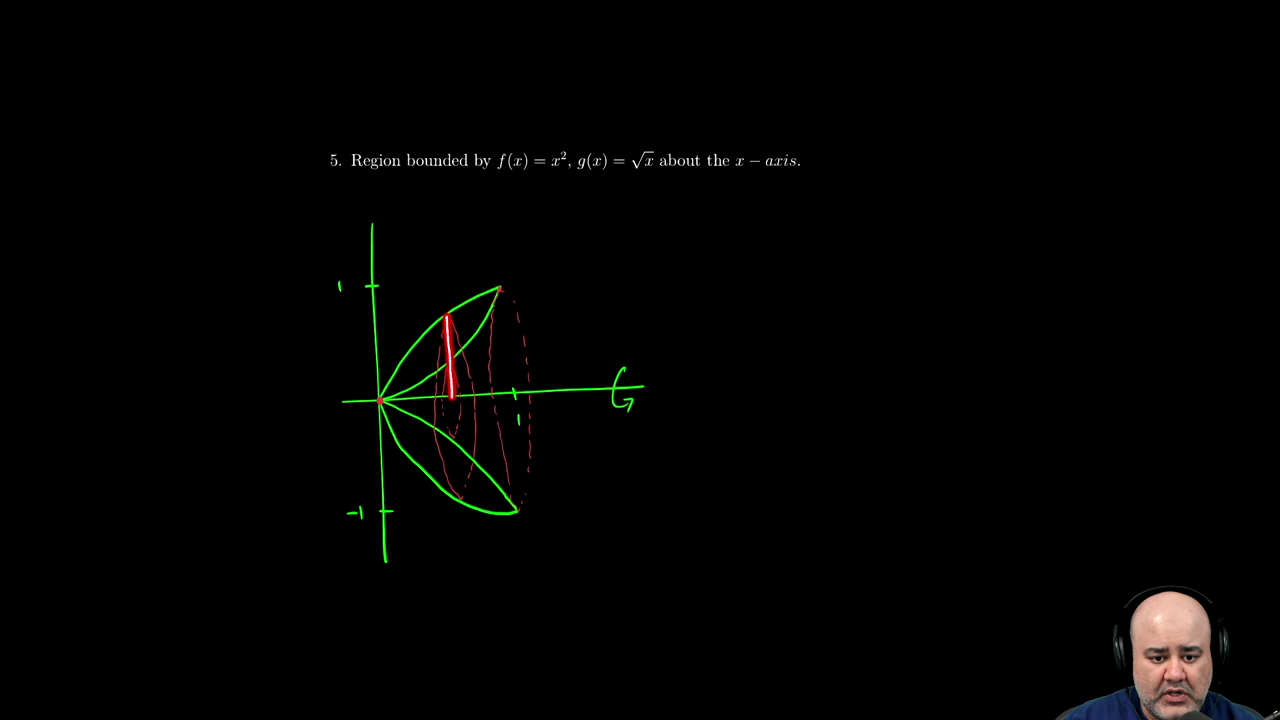 5. Region bounded by f(x) = x², g(x) = √x about the x − axis.
1
1
−1